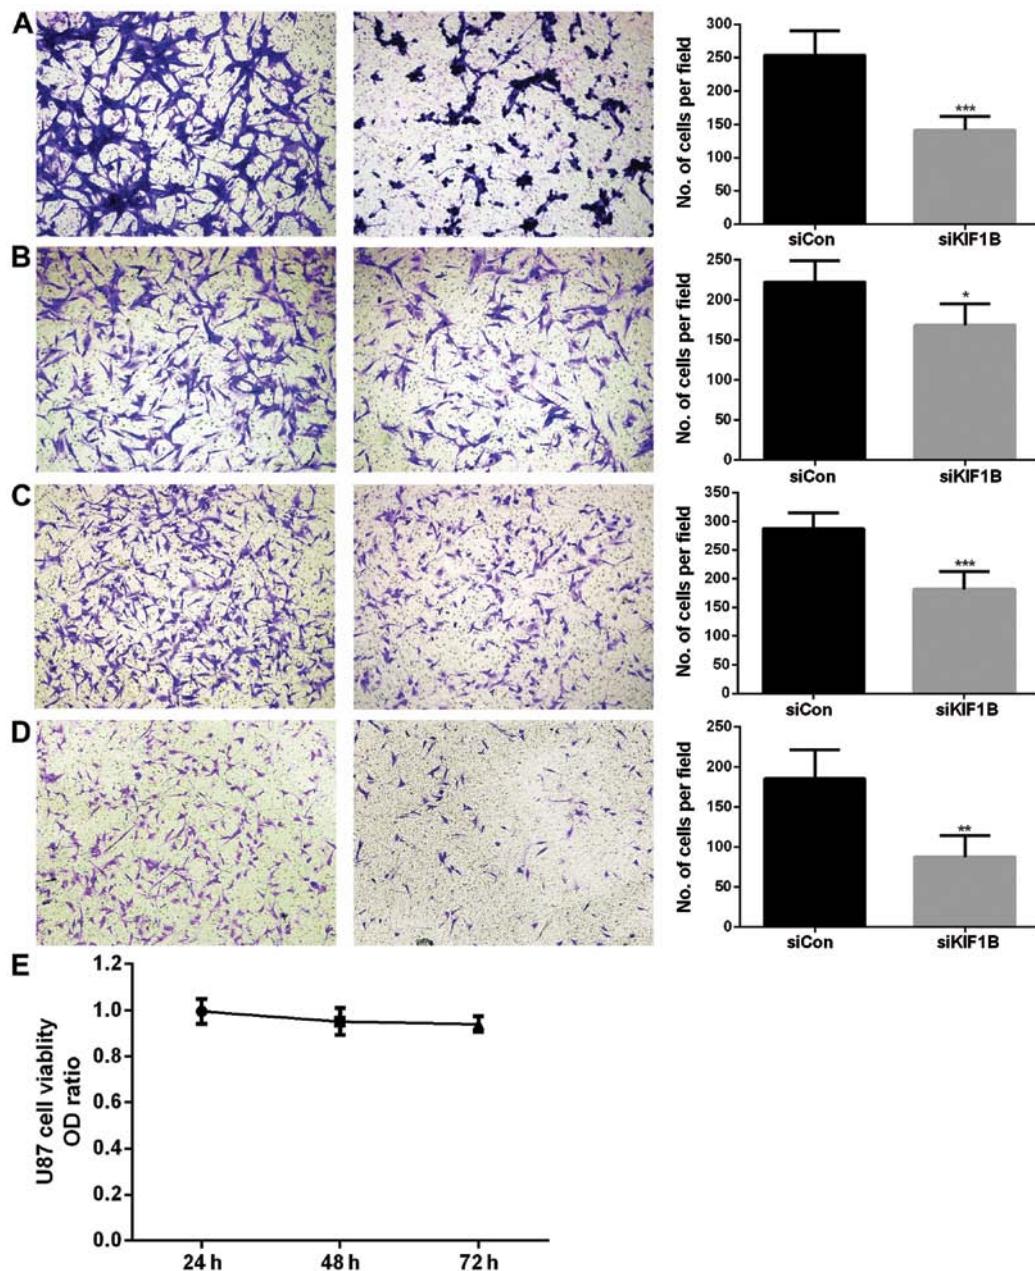 A
No. of cells per field
300
250
200
150
100
50
0
***
siCon
siKIF1B
B
No. of cells per field
250
200
150
100
50
0
*
siCon
siKIF1B
C
No. of cells per field
350
300
250
200
150
100
50
0
***
siCon
siKIF1B
D
No. of cells per field
250
200
150
100
50
0
**
siCon
siKIF1B
E
U87 cell viablity
OD ratio
1.2
1.0
0.8
0.6
0.4
0.2
0.0
24 h
48 h
72 h